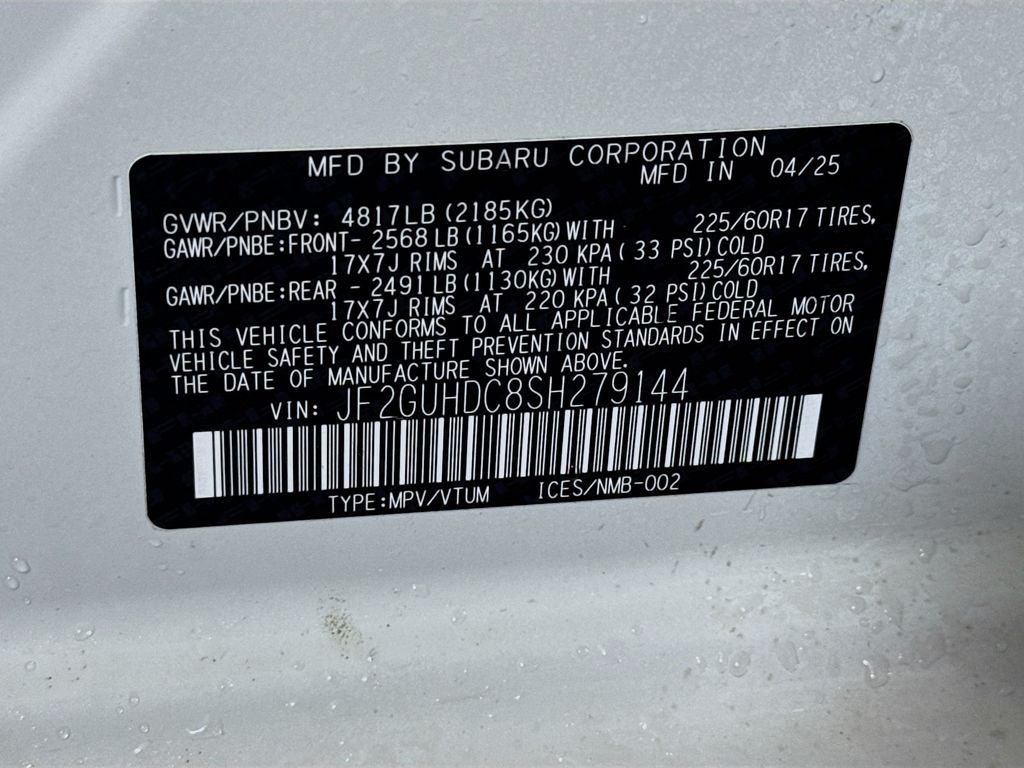 MFD BY SUBARU CORPORATION
MFD IN 04/25
GVWR/PNBV: 4817LB (2185KG)
GAWR/PNBE:FRONT- 2568 LB (1165KG) WITH 225/60R17 TIRES,
17X7J RIMS AT 230 KPA ( 33 PSI) COLD
GAWR/PNBE:REAR - 2491 LB (1130KG) WITH 225/60R17 TIRES,
17X7J RIMS AT 220 KPA ( 32 PSI) COLD
THIS VEHICLE CONFORMS TO ALL APPLICABLE FEDERAL MOTOR
VEHICLE SAFETY AND THEFT PREVENTION STANDARDS IN EFFECT ON
THE DATE OF MANUFACTURE SHOWN ABOVE.
VIN: JF2GUHDC8SH279144
TYPE:MPV/VTUM ICES/NMB-002